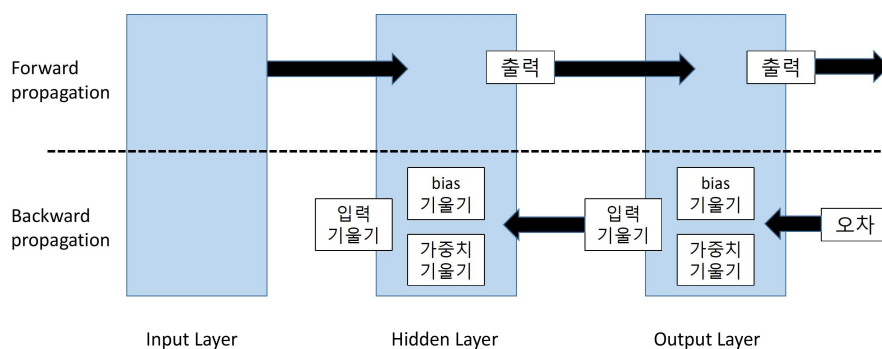 Forward
propagation
출력
출력
Backward
propagation
입력
기울기
bias
기울기
가중치
기울기
입력
기울기
bias
기울기
가중치
기울기
오차
Input Layer
Hidden Layer
Output Layer